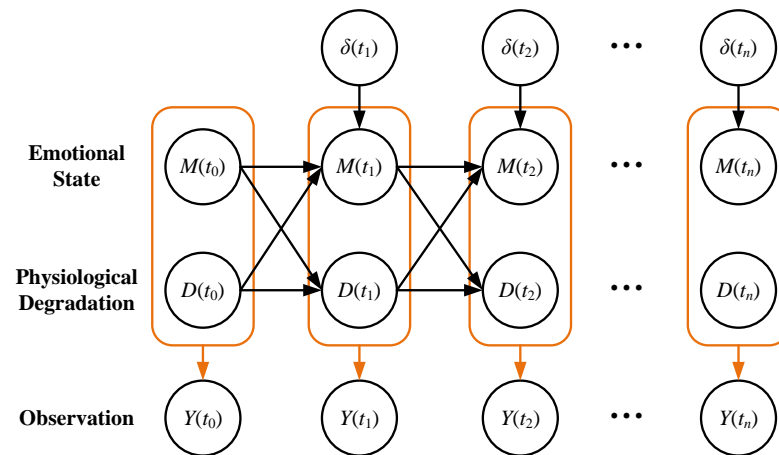 δ(t₁) δ(t₂) ••• δ(tₙ)
Emotional
State
M(t₀) M(t₁) M(t₂) ••• M(tₙ)
Physiological
Degradation
D(t₀) D(t₁) D(t₂) ••• D(tₙ)
Observation
Y(t₀) Y(t₁) Y(t₂) ••• Y(tₙ)